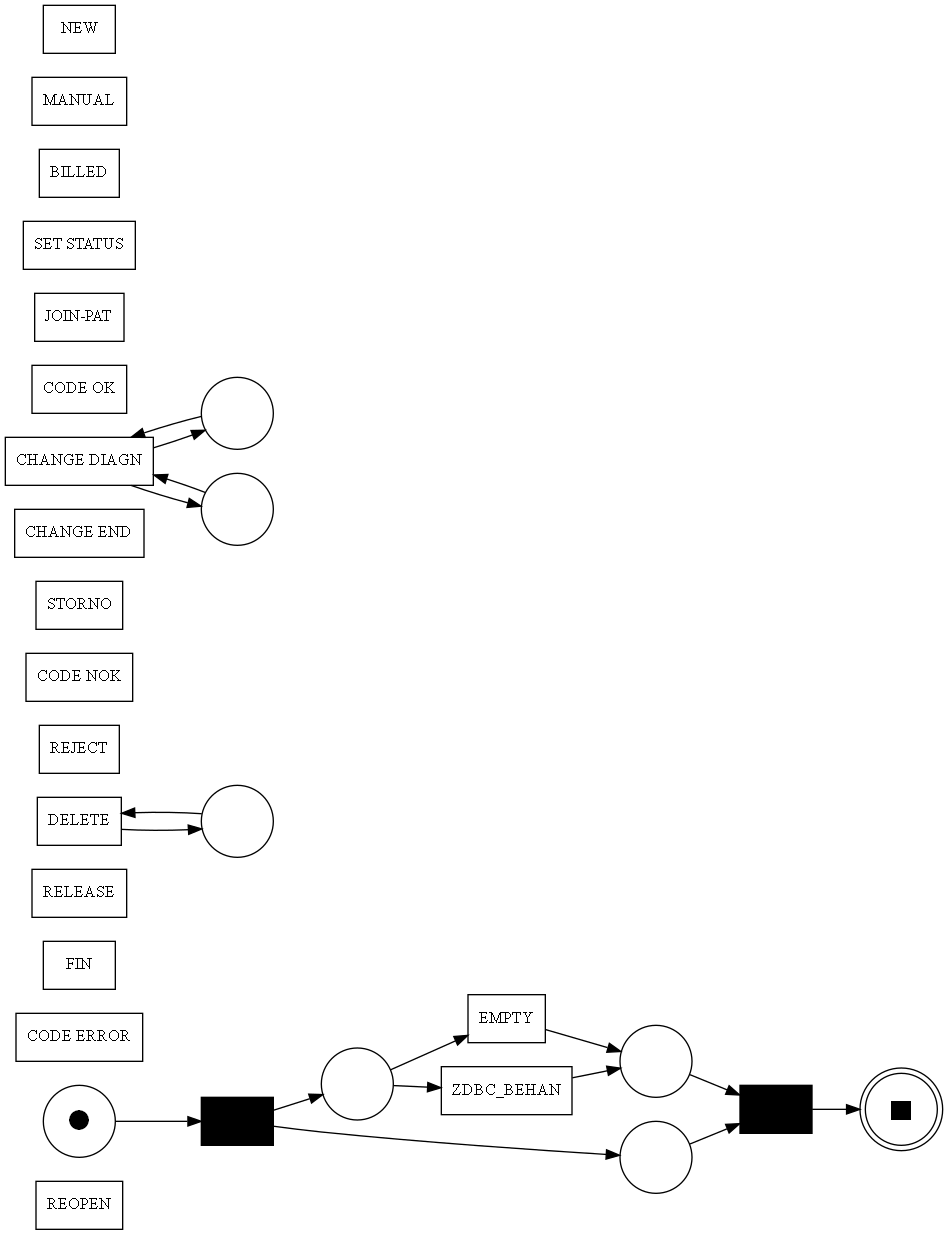 NEW
MANUAL
BILLED
SET STATUS
JOIN-PAT
CODE OK
CHANGE DIAGN
CHANGE END
STORNO
CODE NOK
REJECT
DELETE
RELEASE
FIN
EMPTY
CODE ERROR
ZDBC_BEHAN
REOPEN